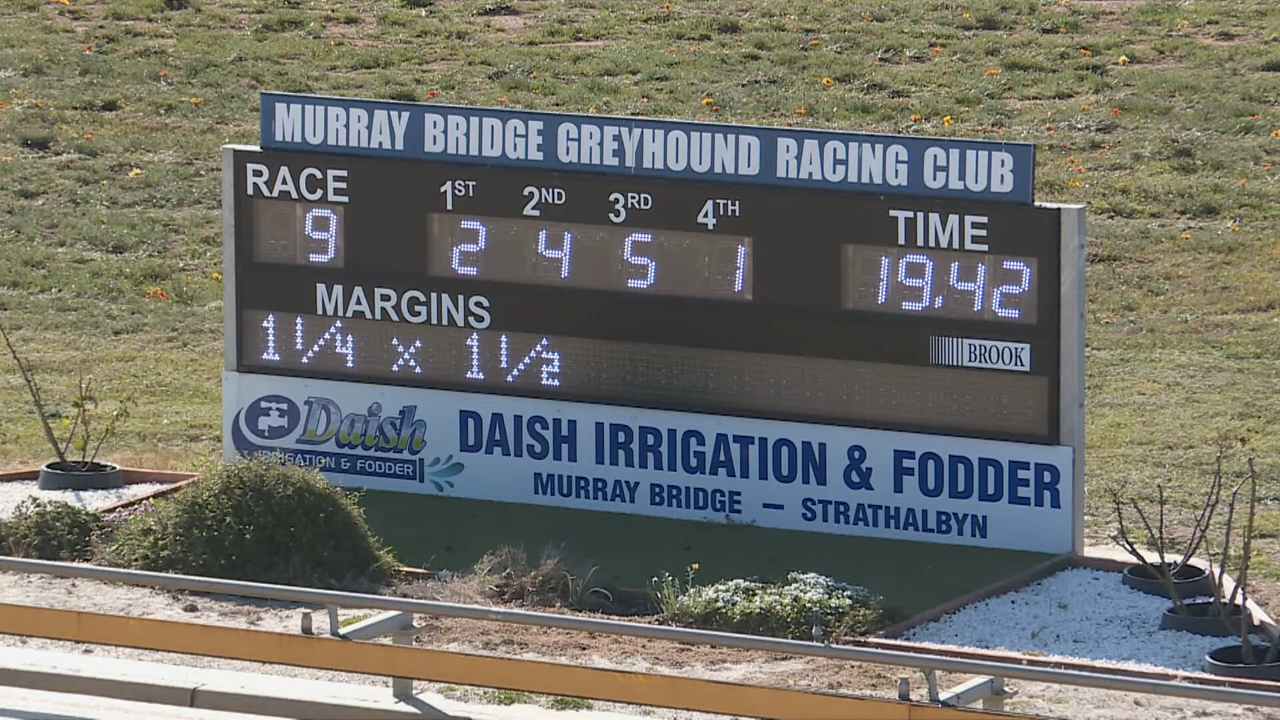 MURRAY BRIDGE GREYHOUND RACING CLUB
RACE 1ST 2ND 3RD 4TH TIME
9 2 4 5 1 19.42
MARGINS
1 1/4 x 1 1/2
BROOK
Daish
IRRIGATION & FODDER
DAISH IRRIGATION & FODDER
MURRAY BRIDGE – STRATHALBYN